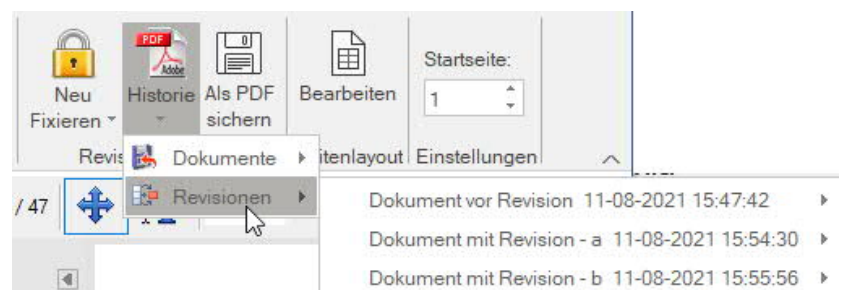 PDF
Adobe
Neu
Fixieren
Historie
Als PDF
sichern
Bearbeiten
Startseite:
1
Revis
itenlayout
Einstellungen
Dokumente
Revisionen
/ 47
Dokument vor Revision 11-08-2021 15:47:42
Dokument mit Revision - a 11-08-2021 15:54:30
Dokument mit Revision - b 11-08-2021 15:55:56